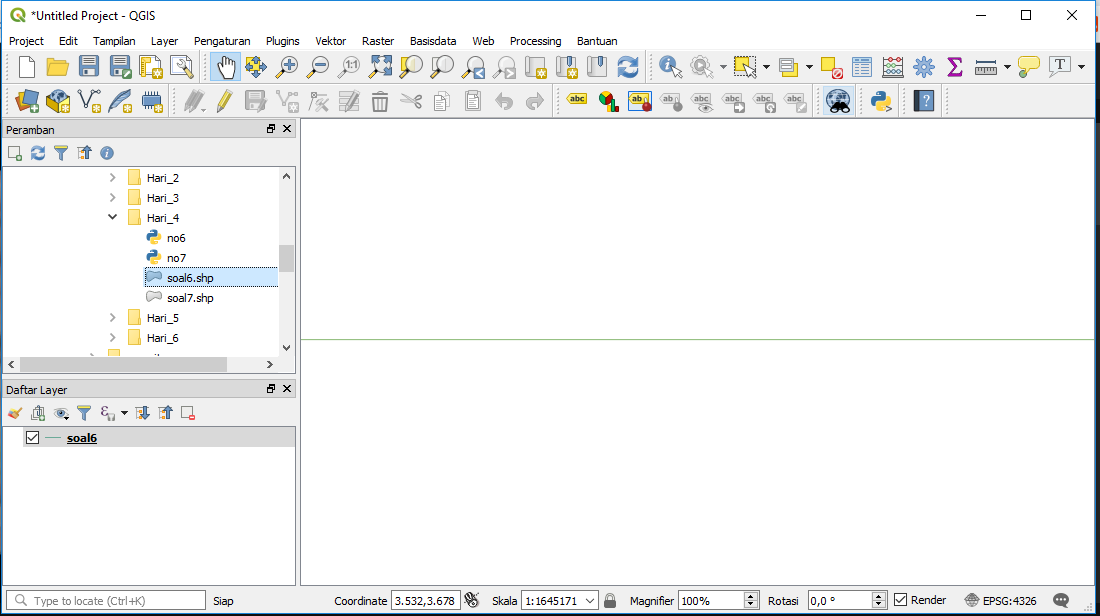 *Untitled Project - QGIS
Project Edit Tampilan Layer Pengaturan Plugins Vektor Raster Basisdata Web Processing Bantuan
Peramban
Hari_2
Hari_3
Hari_4
no6
no7
soal6.shp
soal7.shp
Hari_5
Hari_6
Daftar Layer
soal6
Type to locate (Ctrl+K) Siap Coordinate 3.532,3.678 Skala 1:1645171 Magnifier 100% Rotasi 0,0 ° Render EPSG:4326